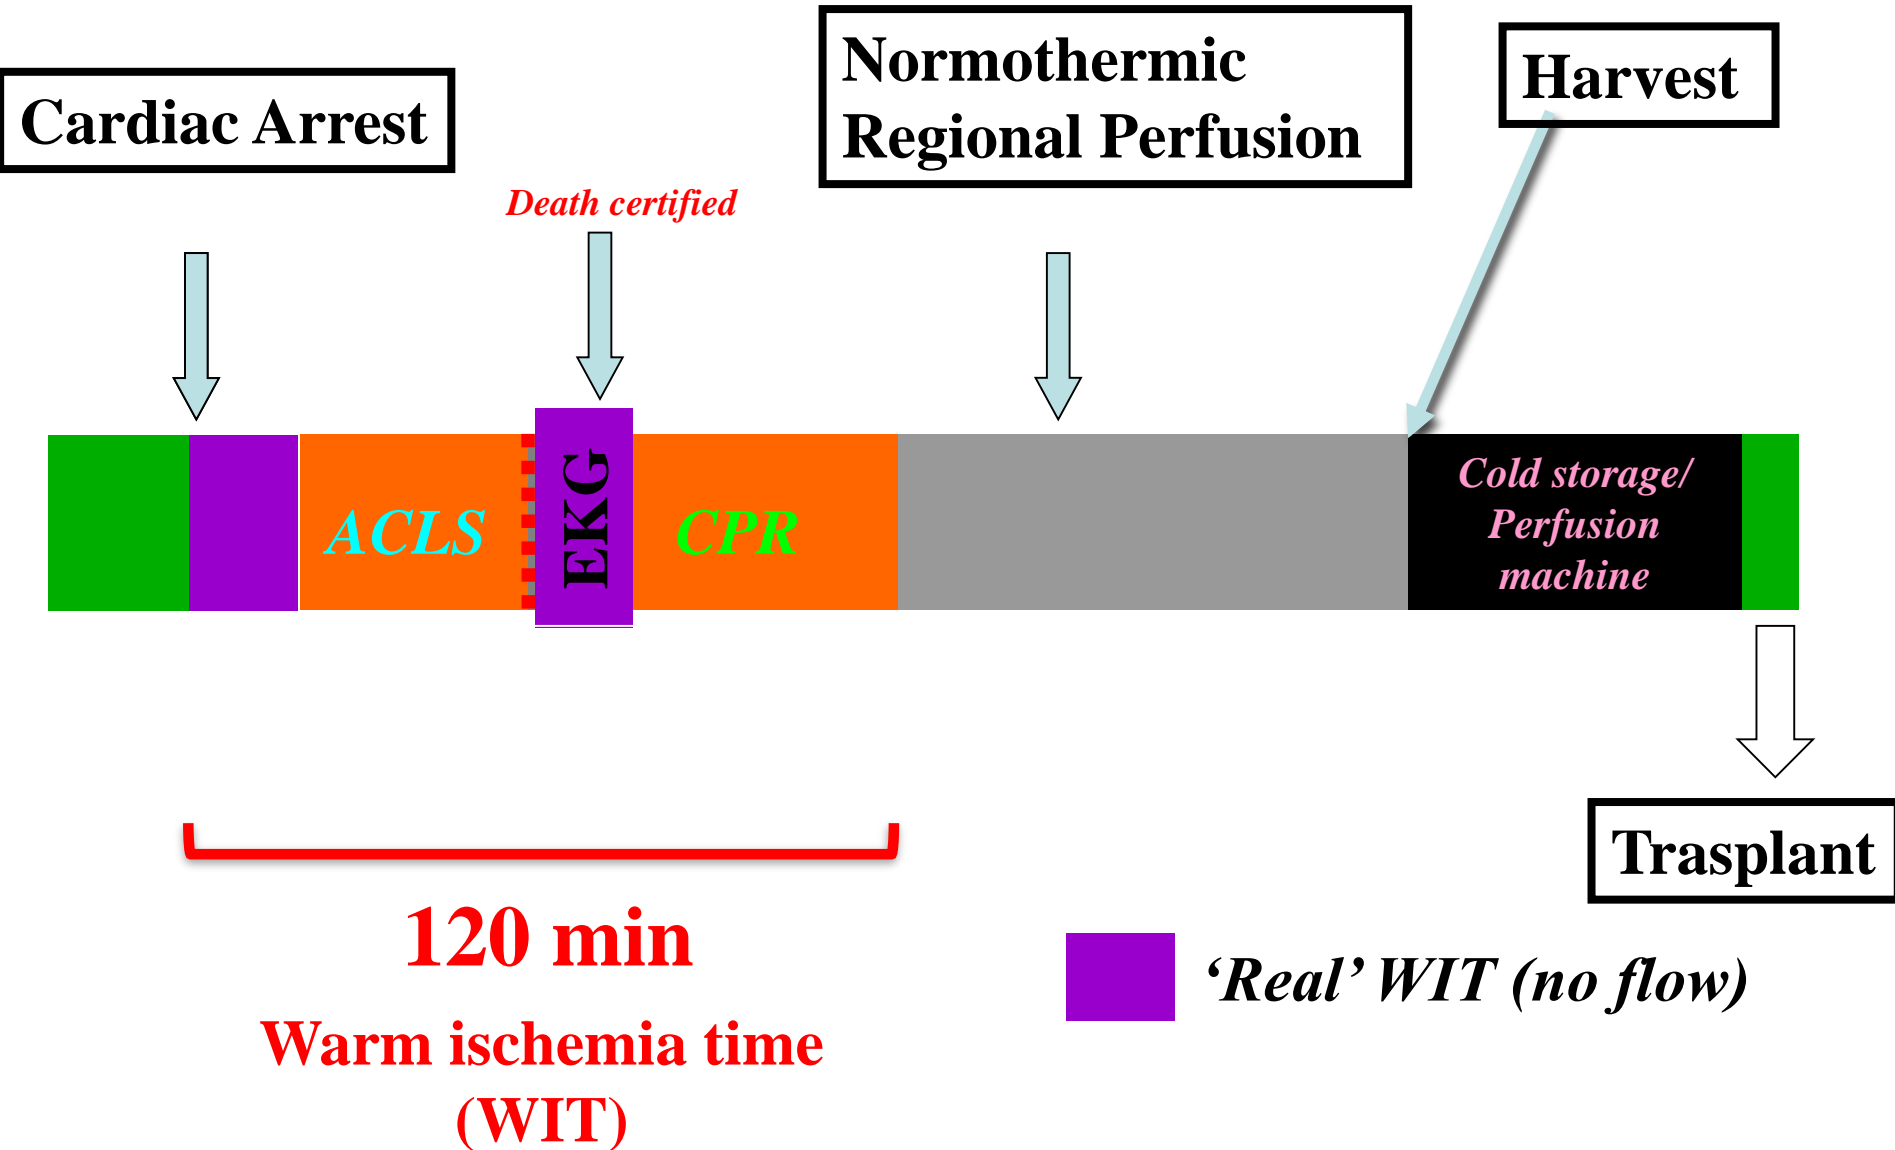 Cardiac Arrest
Death certified
Normothermic
Regional Perfusion
Harvest
ACLS
EKG
CPR
Cold storage/
Perfusion
machine
Trasplant
120 min
Warm ischemia time
(WIT)
‘Real’ WIT (no flow)